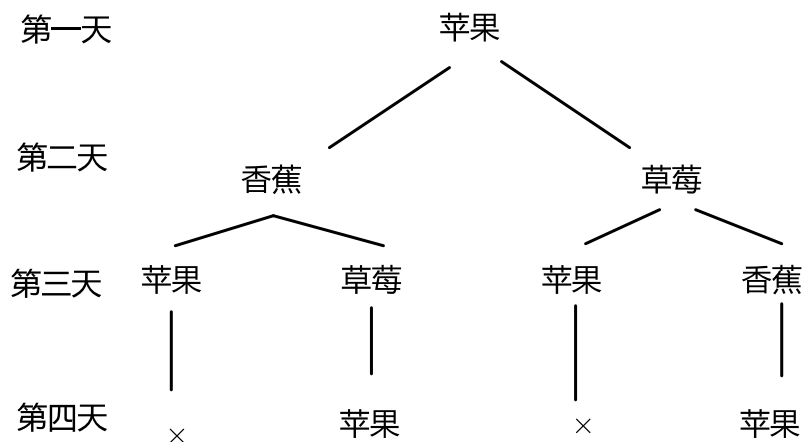 第一天 苹果
第二天 香蕉 草莓
第三天 苹果 草莓 苹果 香蕉
第四天 × 苹果 × 苹果